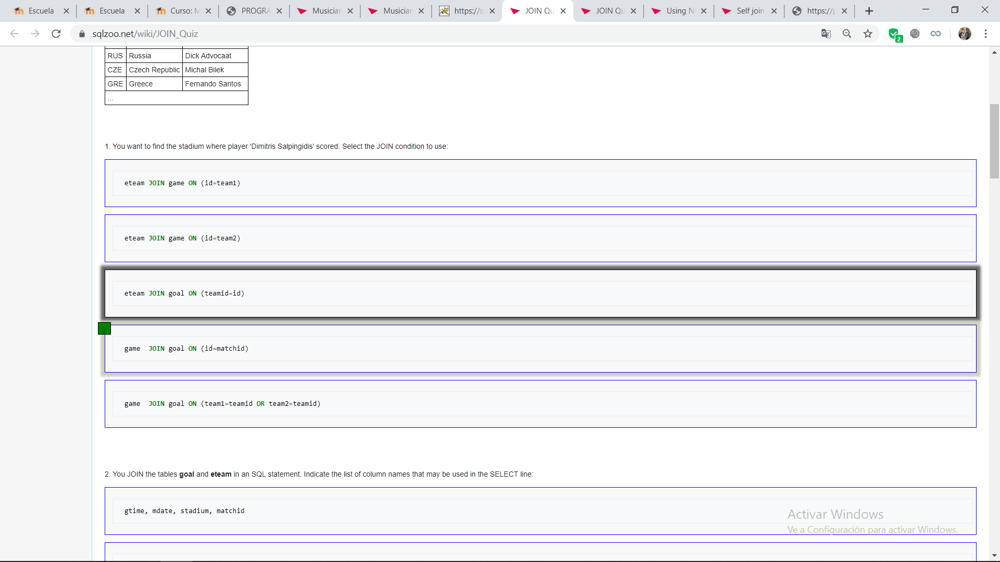 Escuela
Escuela
Curso: M
PROGRA
Musician
Musician
https://s
JOIN Qu
JOIN Qu
Using N
Self join
https://p
sqlzoo.net/wiki/JOIN_Quiz
2
RUS Russia Dick Advocaat
CZE Czech Republic Michal Bilek
GRE Greece Fernando Santos
...
1. You want to find the stadium where player 'Dimitris Salpingidis' scored. Select the JOIN condition to use:
eteam JOIN game ON (id=team1)
eteam JOIN game ON (id=team2)
eteam JOIN goal ON (teamid=id)
game  JOIN goal ON (id=matchid)
game  JOIN goal ON (team1=teamid OR team2=teamid)
2. You JOIN the tables goal and eteam in an SQL statement. Indicate the list of column names that may be used in the SELECT line:
gtime, mdate, stadium, matchid
Activar Windows
Ve a Configuración para activar Windows.